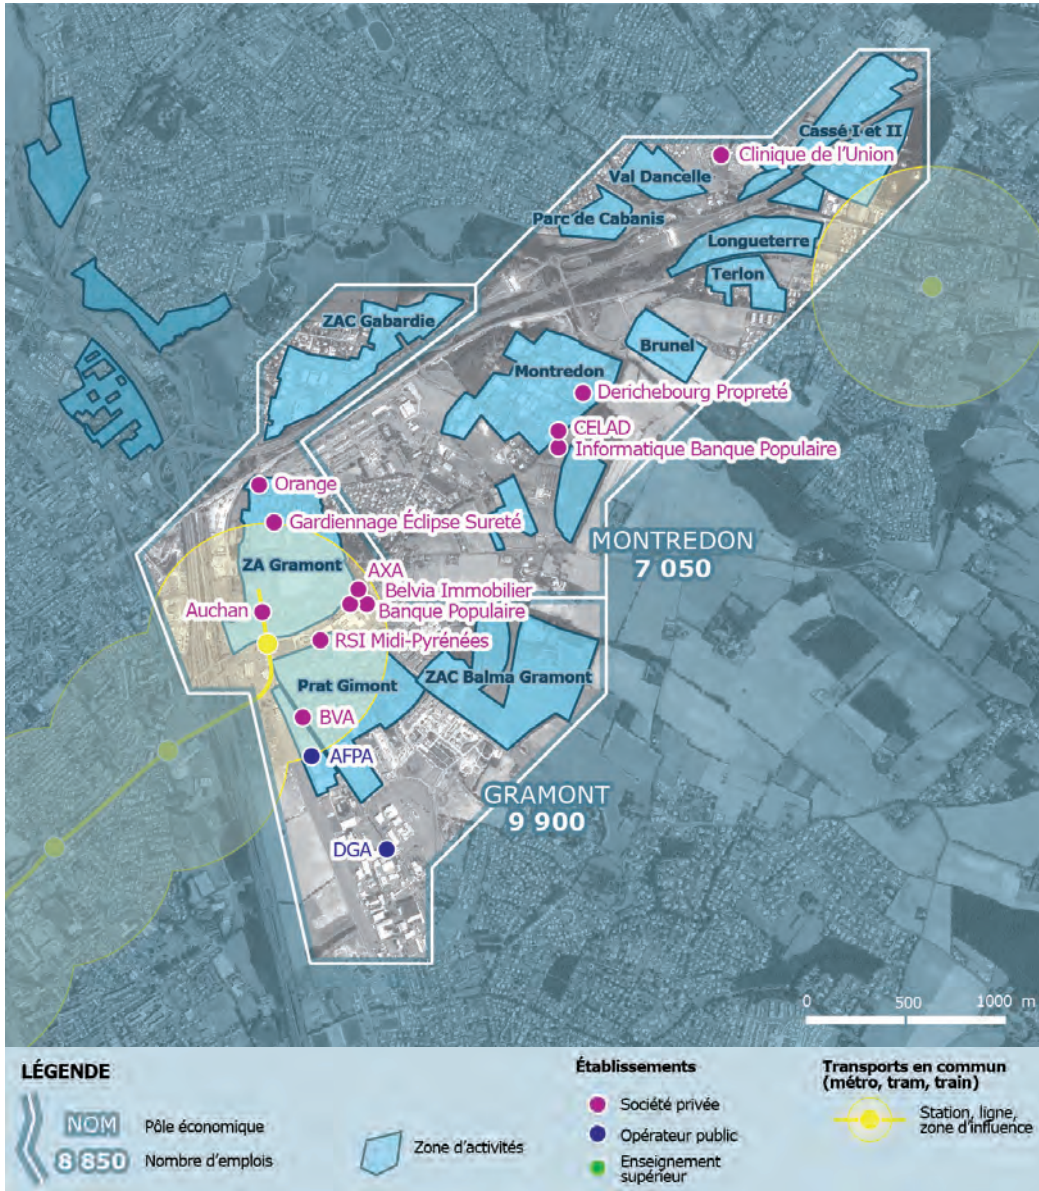 Cassé I et II
Clinique de l'Union
Val Dancelle
Parc de Cabanis
Longueterre
Terlon
ZAC Gabardie
Brunel
Montredon
Derichebourg Propreté
CELAD
Informatique Banque Populaire
Orange
Gardiennage Éclipse Sureté
MONTREDON
7 050
ZA Gramont
AXA
Belvia Immobilier
Auchan
Banque Populaire
RSI Midi-Pyrénées
ZAC Balma Gramont
Prat Gimont
BVA
AFPA
GRAMONT
9 900
DGA
0 500 1000 m
LÉGENDE
NOM Pôle économique
8 850 Nombre d'emplois
Zone d'activités
Établissements
Société privée
Opérateur public
Enseignement
supérieur
Transports en commun
(métro, tram, train)
Station, ligne,
zone d'influence